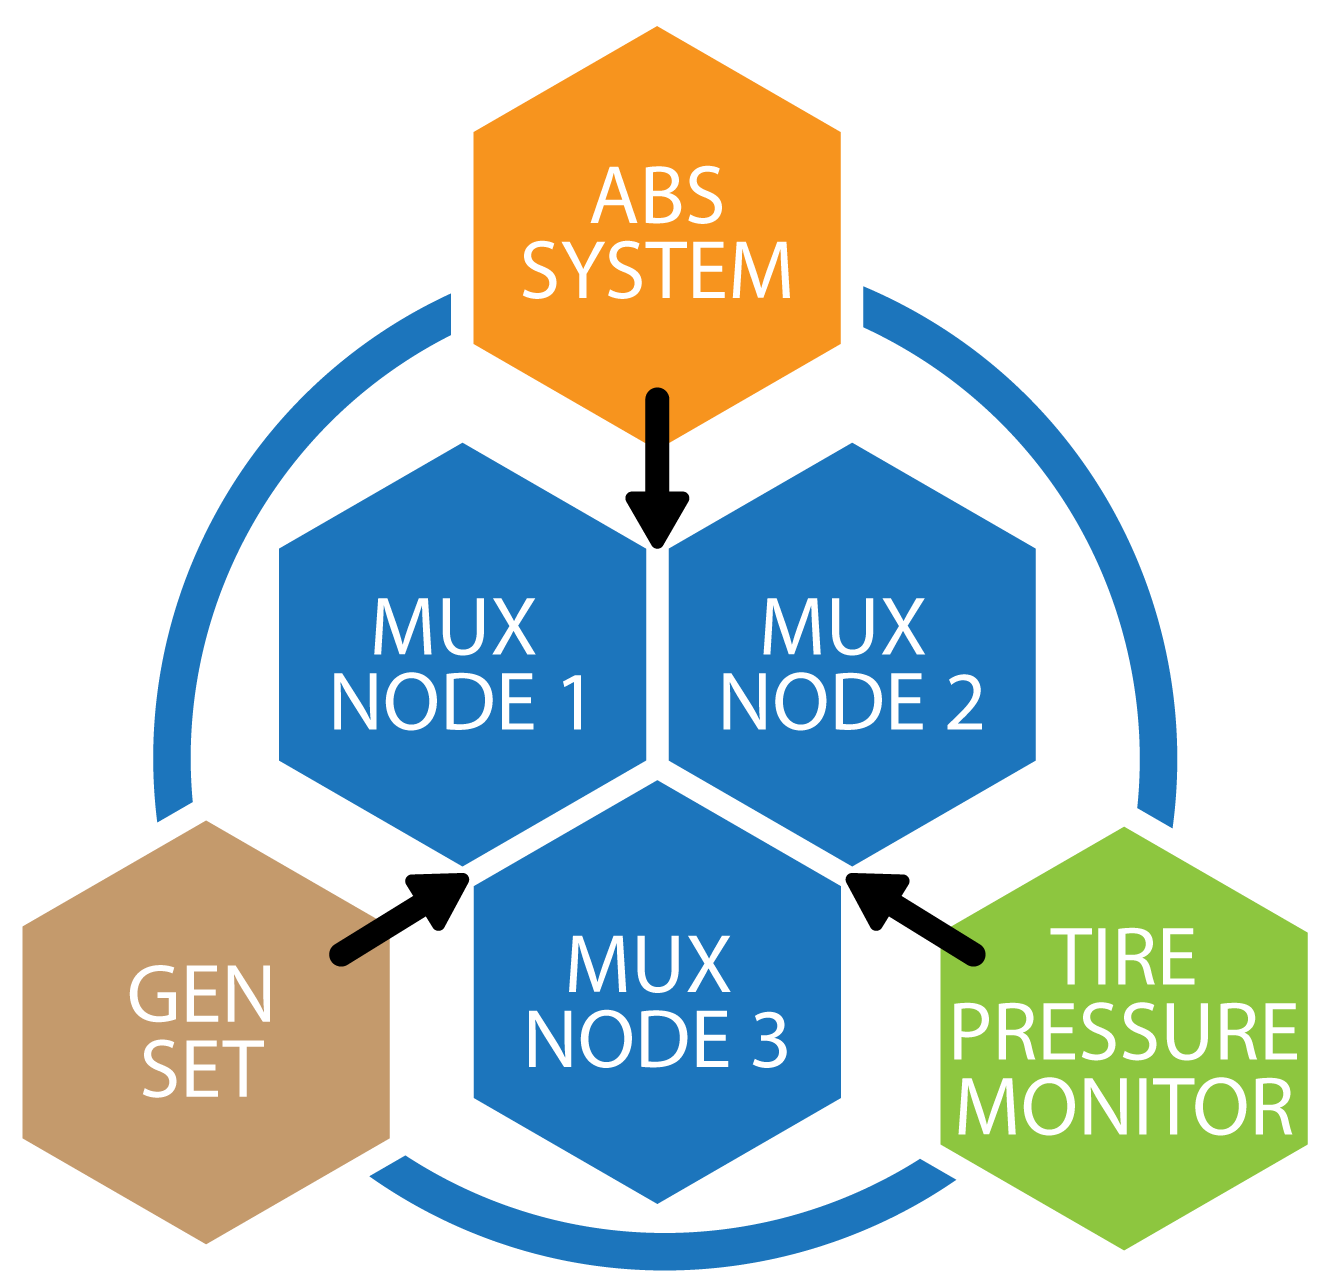 ABS
SYSTEM
MUX
NODE 1
MUX
NODE 2
MUX
NODE 3
GEN
SET
TIRE
PRESSURE
MONITOR